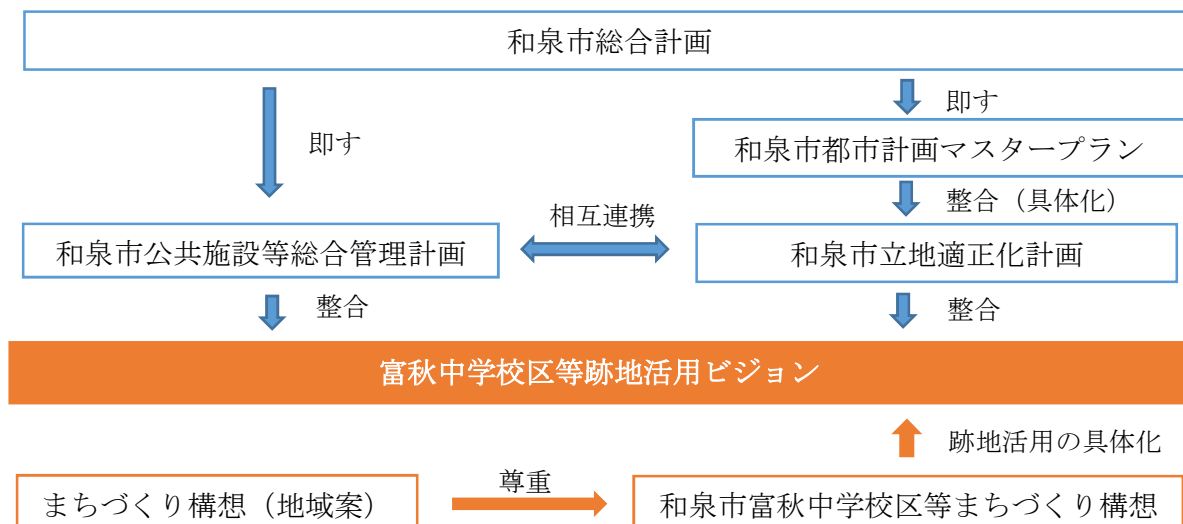 和泉市総合計画
即す
即す
和泉市都市計画マスタープラン
整合（具体化）
相互連携
和泉市公共施設等総合管理計画
和泉市立地適正化計画
整合
整合
富秋中学校区等跡地活用ビジョン
跡地活用の具体化
まちづくり構想（地域案）
尊重
和泉市富秋中学校区等まちづくり構想